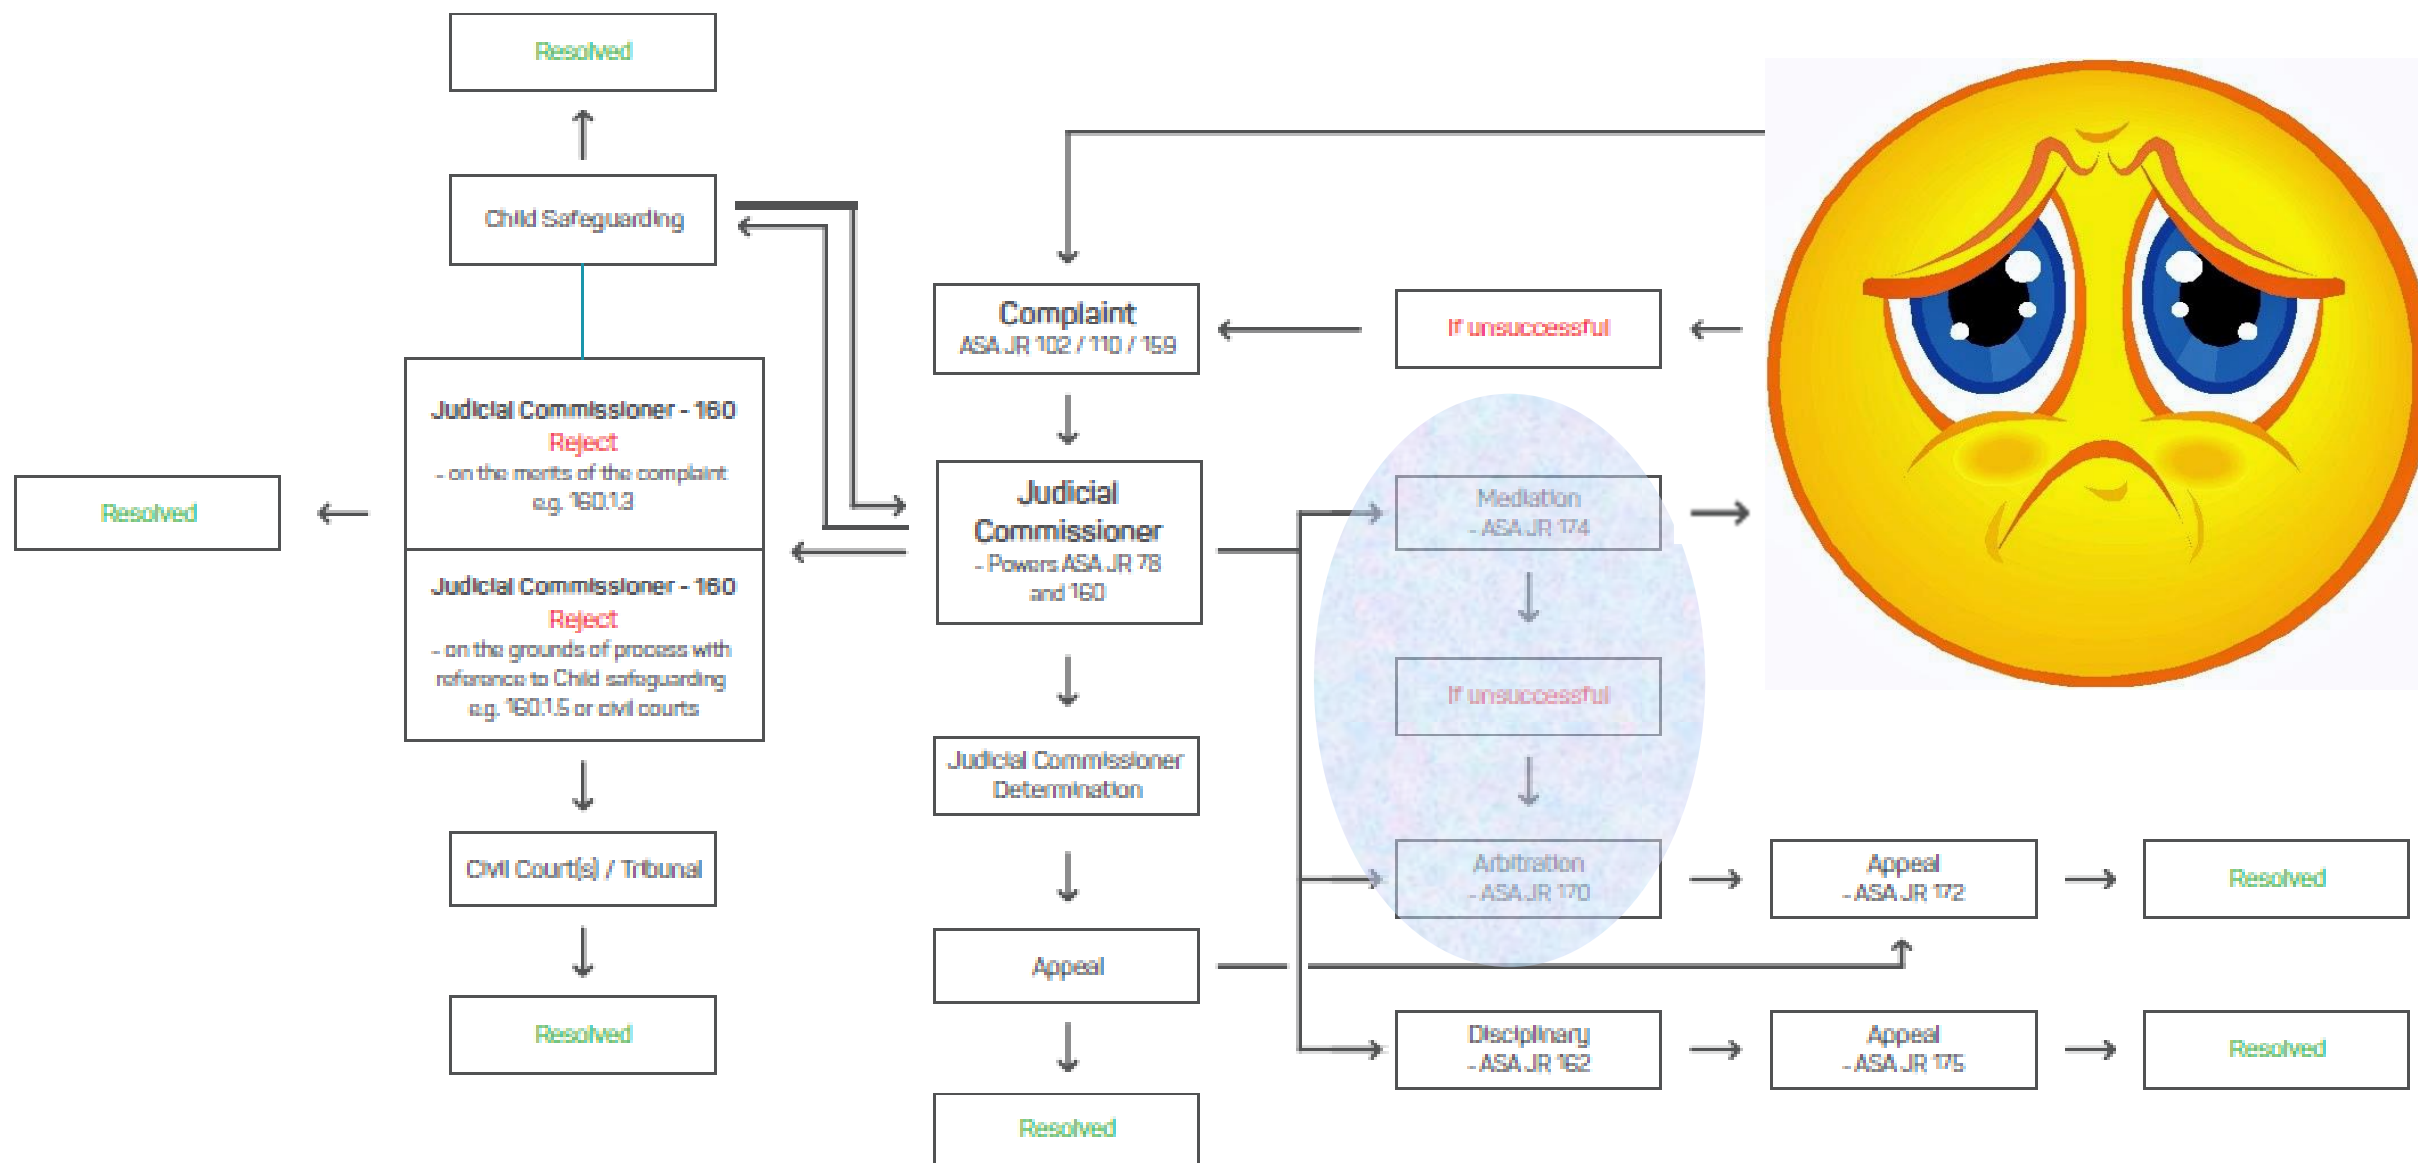 Resolved
Child Safeguarding
Complaint
ASA JR 102 / 110 / 159
If unsuccessful
Judicial Commissioner - 160
Reject
- on the merits of the complaint
e.g. 160.1.3
Resolved
Judicial Commissioner - 160
Reject
- on the grounds of process with
reference to Child safeguarding
e.g. 160.1.5 or civil courts
Judicial
Commissioner
- Powers ASA JR 78
and 160
Mediation
- ASA JR 174
If unsuccessful
Judicial Commissioner
Determination
Civil Court(s) / Tribunal
Arbitration
- ASA JR 170
Appeal
- ASA JR 172
Resolved
Appeal
Resolved
Disciplinary
- ASA JR 162
Appeal
- ASA JR 175
Resolved
Resolved